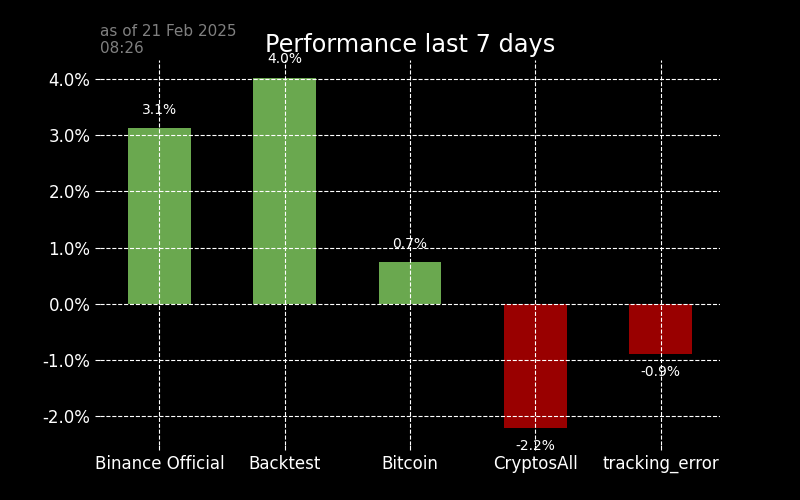 as of 21 Feb 2025
08:26
Performance last 7 days
4.0%
3.0%
2.0%
1.0%
0.0%
-1.0%
-2.0%
3.1%
4.0%
0.7%
-2.2%
-0.9%
Binance Official
Backtest
Bitcoin
CryptosAll
tracking_error